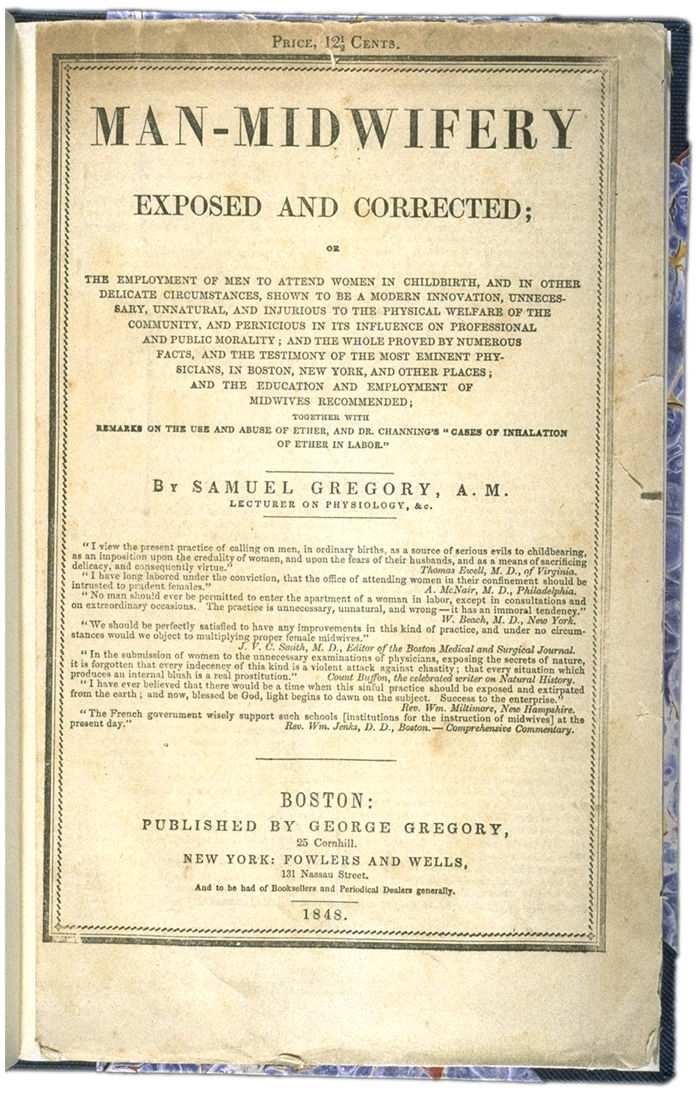 PRICE, 12½ CENTS.
MAN-MIDWIFERY
EXPOSED AND CORRECTED;
OR
THE EMPLOYMENT OF MEN TO ATTEND WOMEN IN CHILDBIRTH, AND IN OTHER
DELICATE CIRCUMSTANCES, SHOWN TO BE A MODERN INNOVATION, UNNECES-
SARY, UNNATURAL, AND INJURIOUS TO THE PHYSICAL WELFARE OF THE
COMMUNITY, AND PERNICIOUS IN ITS INFLUENCE ON PROFESSIONAL
AND PUBLIC MORALITY; AND THE WHOLE PROVED BY NUMEROUS
FACTS, AND THE TESTIMONY OF THE MOST EMINENT PHY-
SICIANS, IN BOSTON, NEW YORK, AND OTHER PLACES;
AND THE EDUCATION AND EMPLOYMENT OF
MIDWIVES RECOMMENDED;
TOGETHER WITH
REMARKS ON THE USE AND ABUSE OF ETHER, AND DR. CHANNING'S "CASES OF INHALATION
OF ETHER IN LABOR."
BY SAMUEL GREGORY, A. M.
LECTURER ON PHYSIOLOGY, &c.
"I view the present practice of calling on men, in ordinary births, as a source of serious evils to childbearing,
as an imposition upon the credulity of women, and upon the fears of their husbands, and as a means of sacrificing
delicacy, and consequently virtue." Thomas Ewell, M. D., of Virginia.
"I have long labored under the conviction, that the office of attending women in their confinement should be
intrusted to prudent females." A. McNair, M. D., Philadelphia.
"No man should ever be permitted to enter the apartment of a woman in labor, except in consultations and
on extraordinary occasions. The practice is unnecessary, unnatural, and wrong — it has an immoral tendency."
W. Beach, M. D., New York.
"We should be perfectly satisfied to have any improvements in this kind of practice, and under no circum-
stances would we object to multiplying proper female midwives."
J. V. C. Smith, M. D., Editor of the Boston Medical and Surgical Journal.
"In the submission of women to the unnecessary examinations of physicians, exposing the secrets of nature,
it is forgotten that every indecency of this kind is a violent attack against chastity; that every situation which
produces an internal blush is a real prostitution." Count Buffon, the celebrated writer on Natural History.
"I have ever believed that there would be a time when this sinful practice should be exposed and extirpated
from the earth; and now, blessed be God, light begins to dawn on the subject. Success to the enterprise."
Rev. Wm. Miltimore, New Hampshire.
"The French government wisely support such schools [institutions for the instruction of midwives] at the
present day." Rev. Wm. Jenks, D. D., Boston. — Comprehensive Commentary.
BOSTON:
PUBLISHED BY GEORGE GREGORY,
25 Cornhill.
NEW YORK: FOWLERS AND WELLS,
131 Nassau Street.
And to be had of Booksellers and Periodical Dealers generally.
1848.